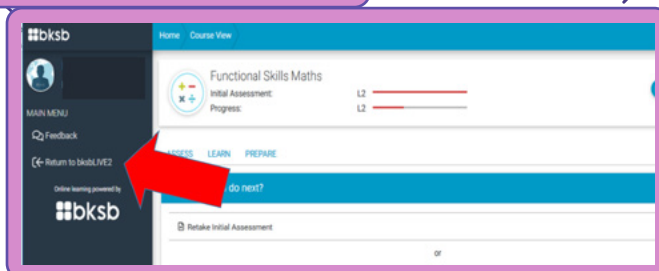 bksb
Home Course View
Functional Skills Maths
Initial Assessment: L2
Progress: L2
MAIN MENU
Feedback
Return to bksbLIVE2
Online learning powered by
bksb
ASSESS LEARN PREPARE
do next?
Retake Initial Assessment
or